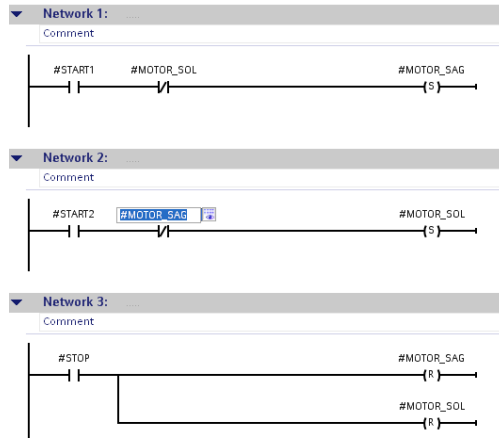 Network 1: ....
Comment
#START1 #MOTOR_SOL #MOTOR_SAG
S
Network 2: ....
Comment
#START2 #MOTOR_SAG #MOTOR_SOL
S
Network 3: ....
Comment
#STOP #MOTOR_SAG
R
#MOTOR_SOL
R